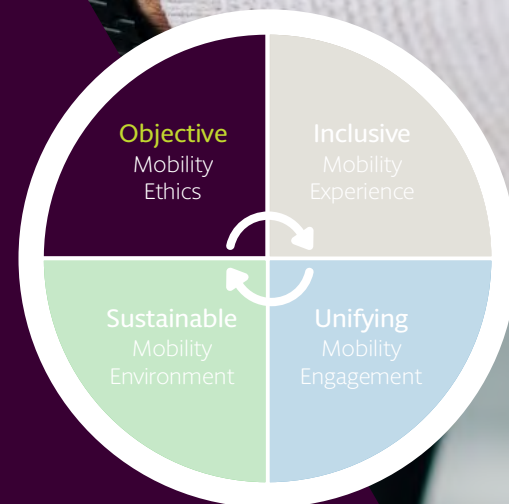 Objective
Mobility
Ethics
Inclusive
Mobility
Experience
Sustainable
Mobility
Environment
Unifying
Mobility
Engagement